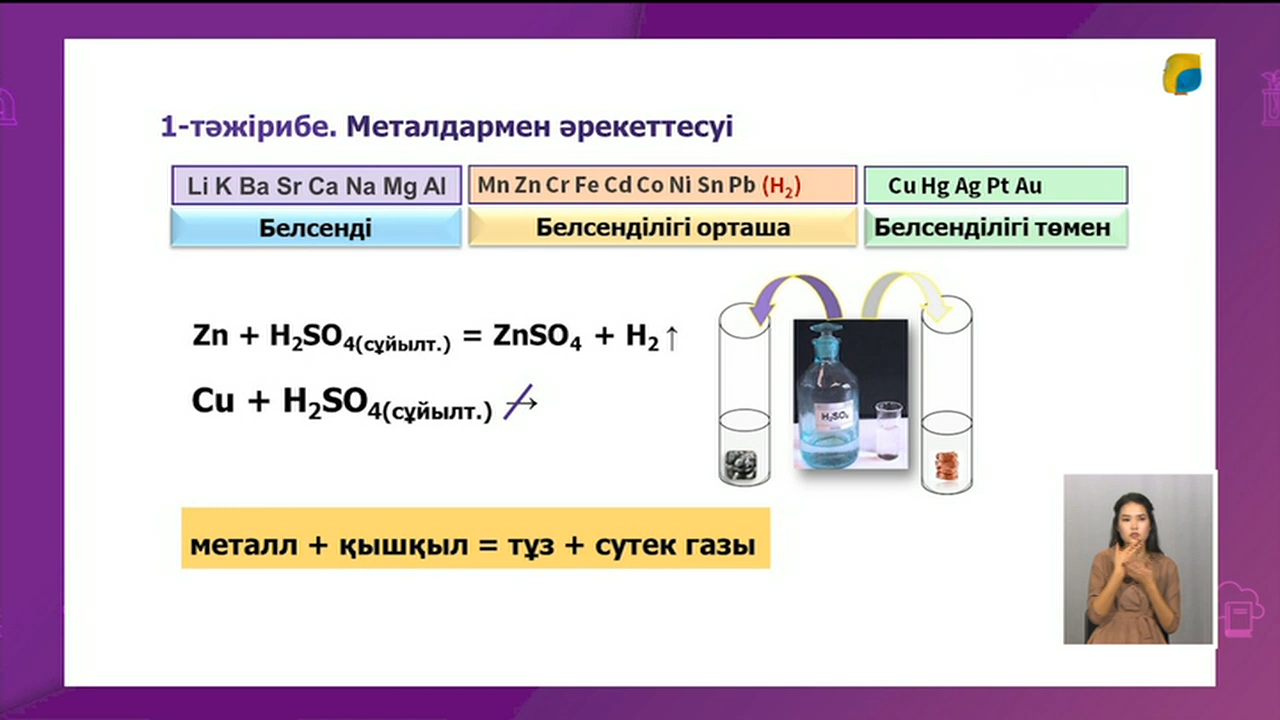 1-тәжірибе. Металдармен әрекеттесуі
Li K Ba Sr Ca Na Mg Al
Mn Zn Cr Fe Cd Co Ni Sn Pb (H₂)
Cu Hg Ag Pt Au
Белсенді
Белсенділігі орташа
Белсенділігі төмен
Zn + H₂SO₄(сұйылт.) = ZnSO₄ + H₂ ↑
Cu + H₂SO₄(сұйылт.) ↛
H₂SO₄
металл + қышқыл = тұз + сутек газы